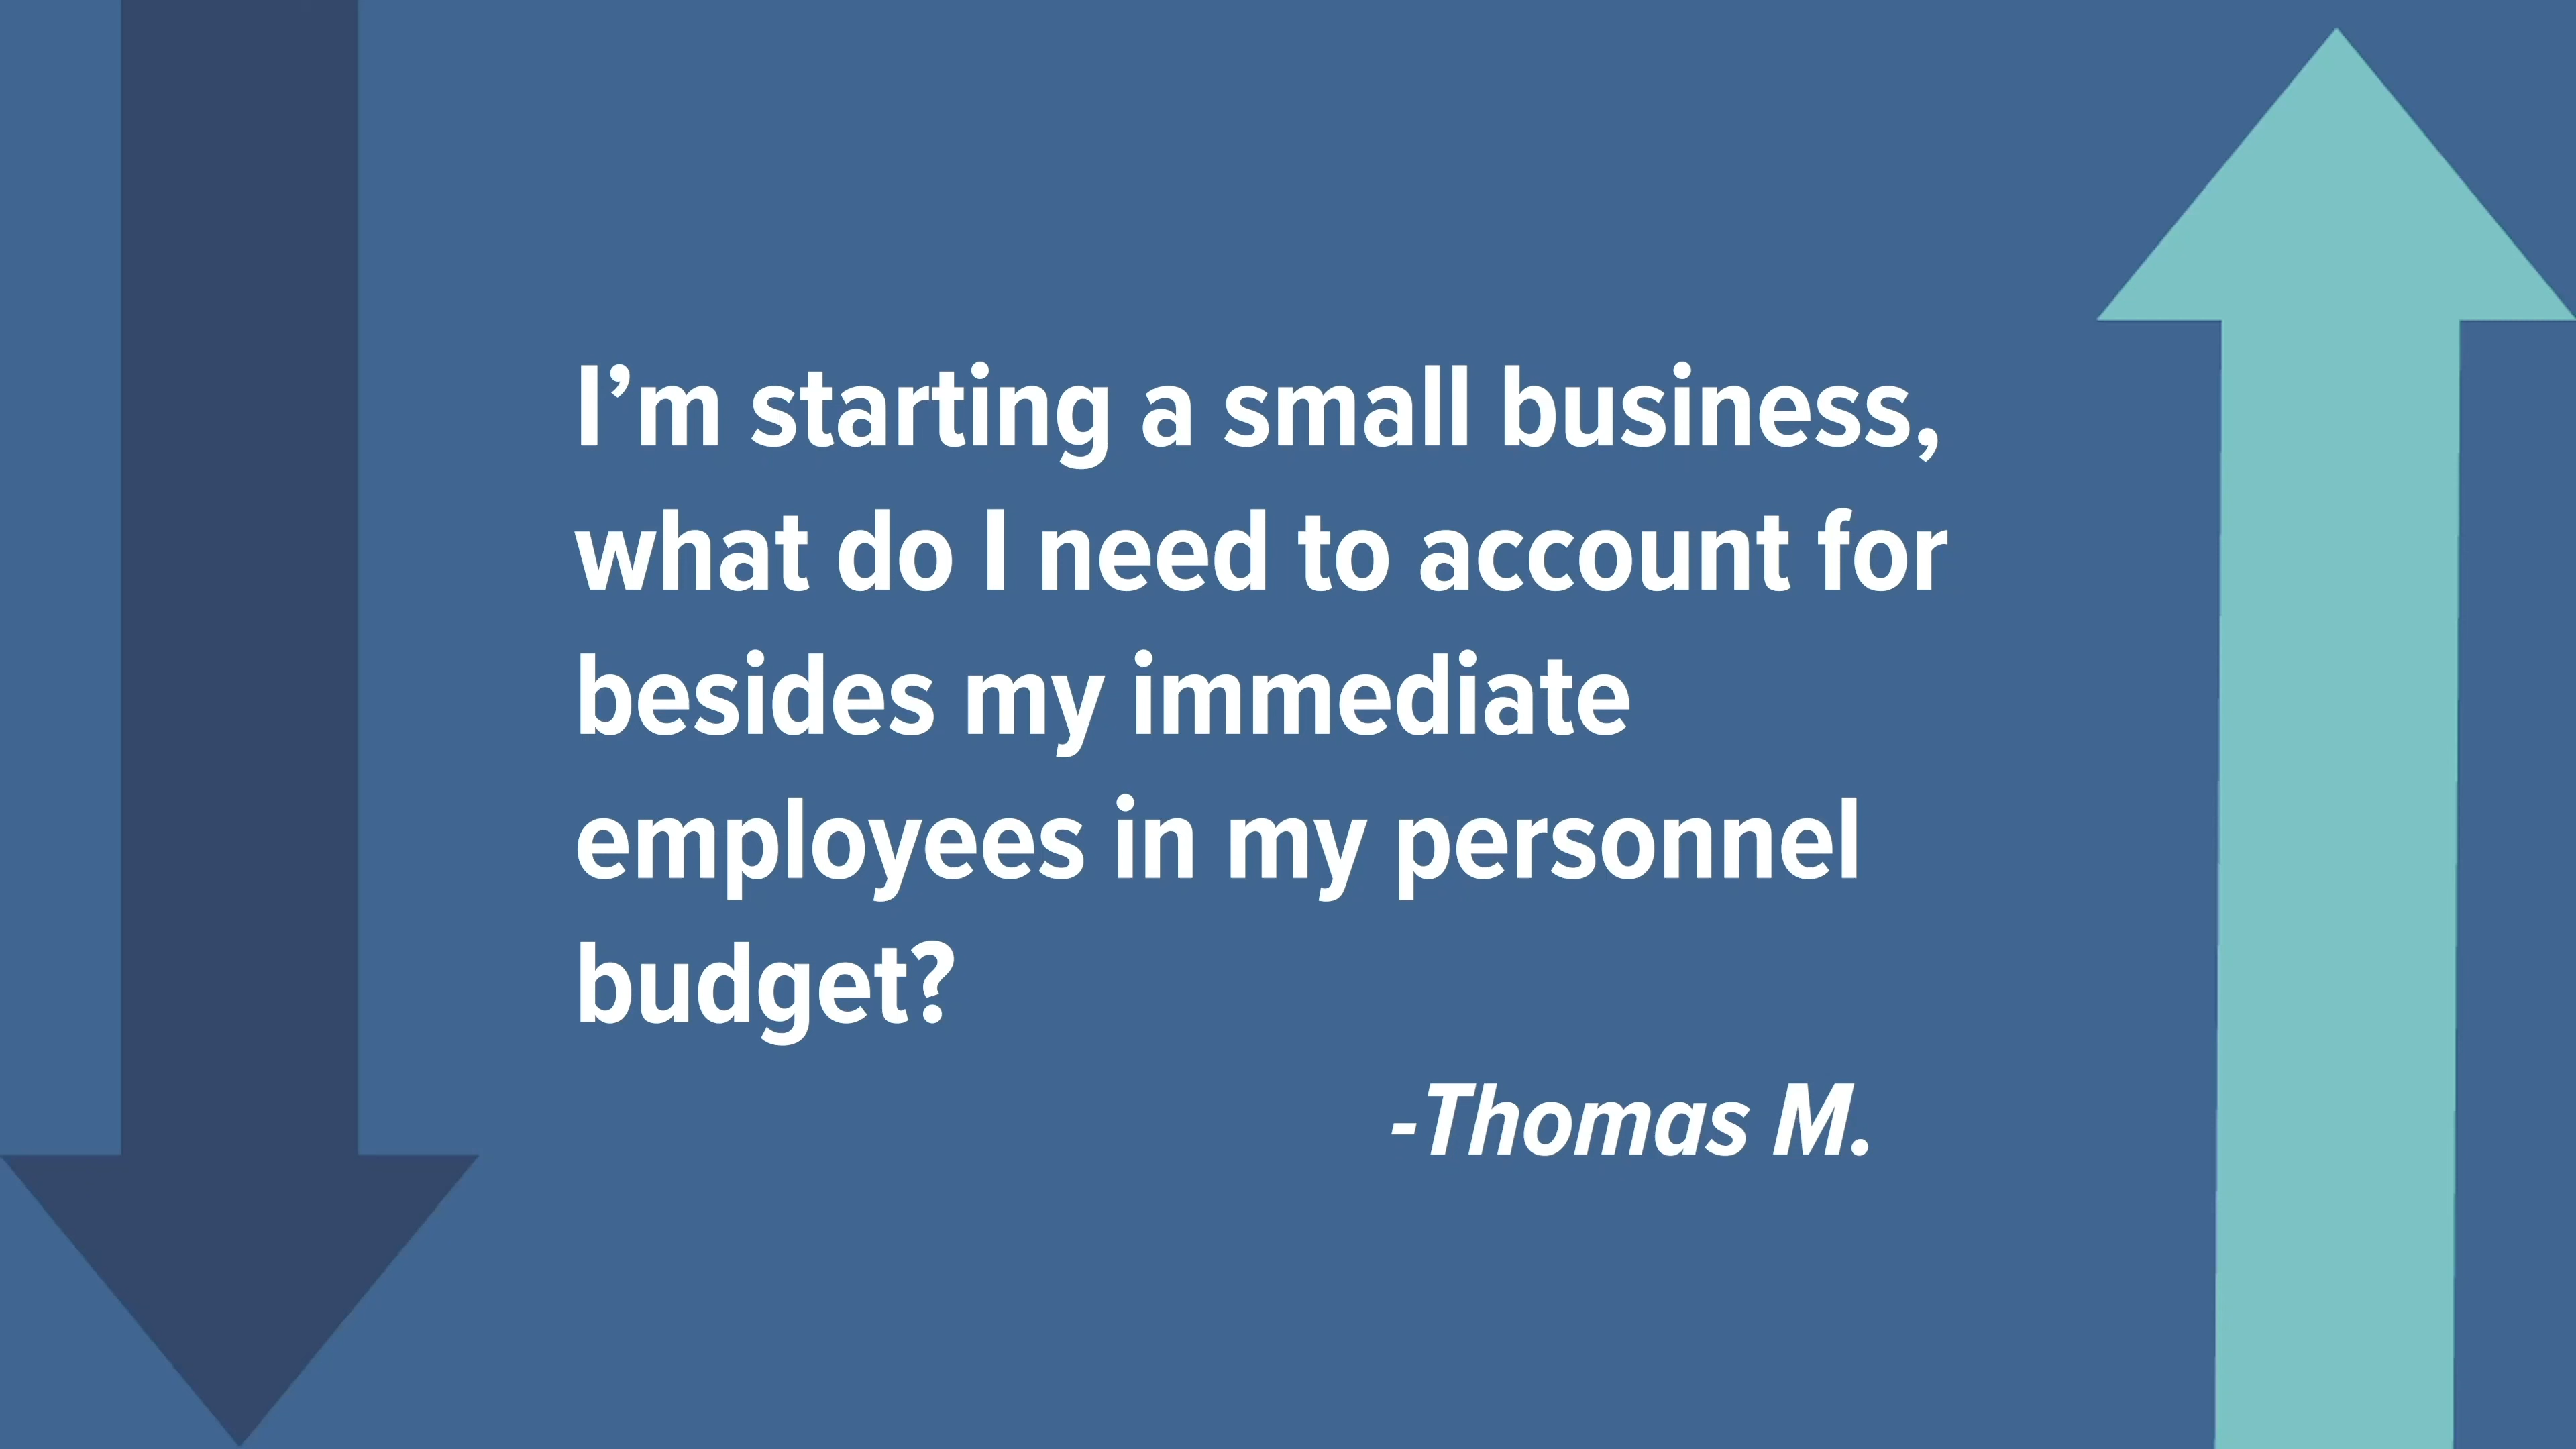 I’m starting a small business,
what do I need to account for
besides my immediate
employees in my personnel
budget?
-Thomas M.